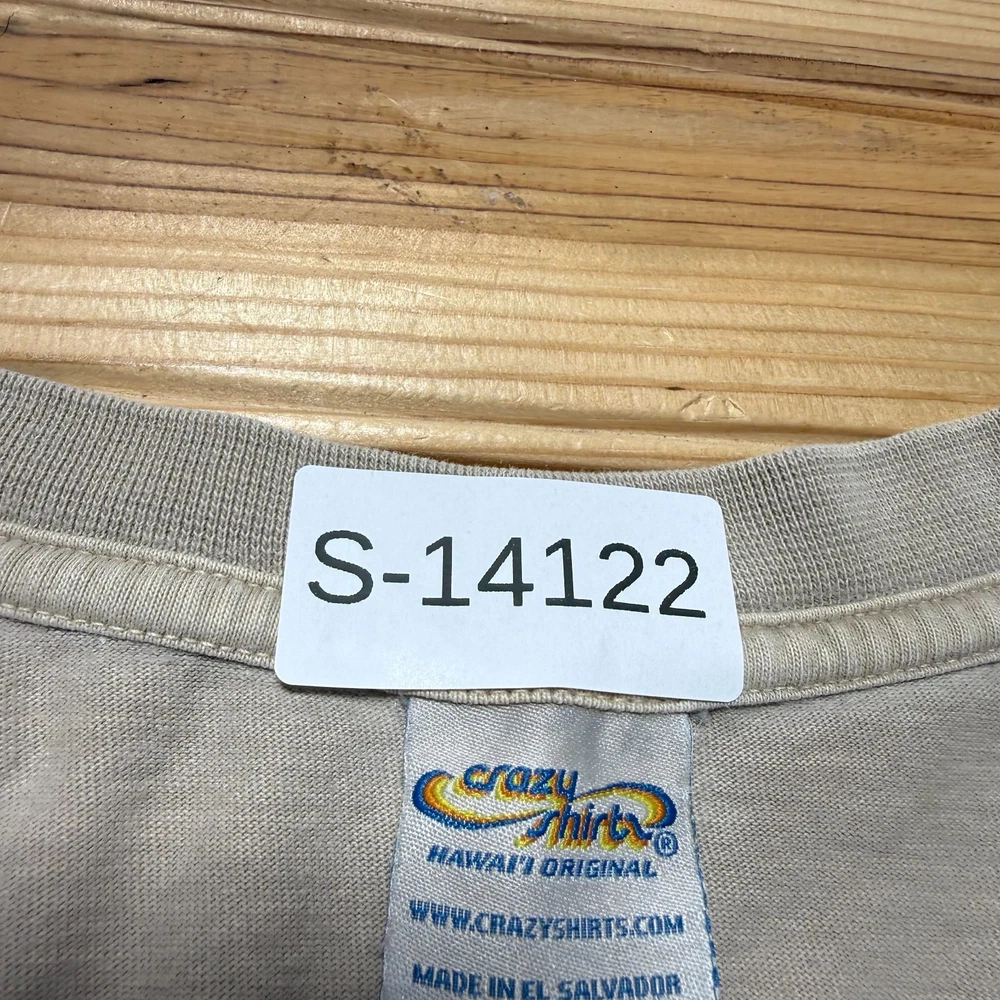 S-14122
crazy
shirts®
HAWAI'I ORIGINAL
WWW.CRAZYSHIRTS.COM
MADE IN EL SALVADOR